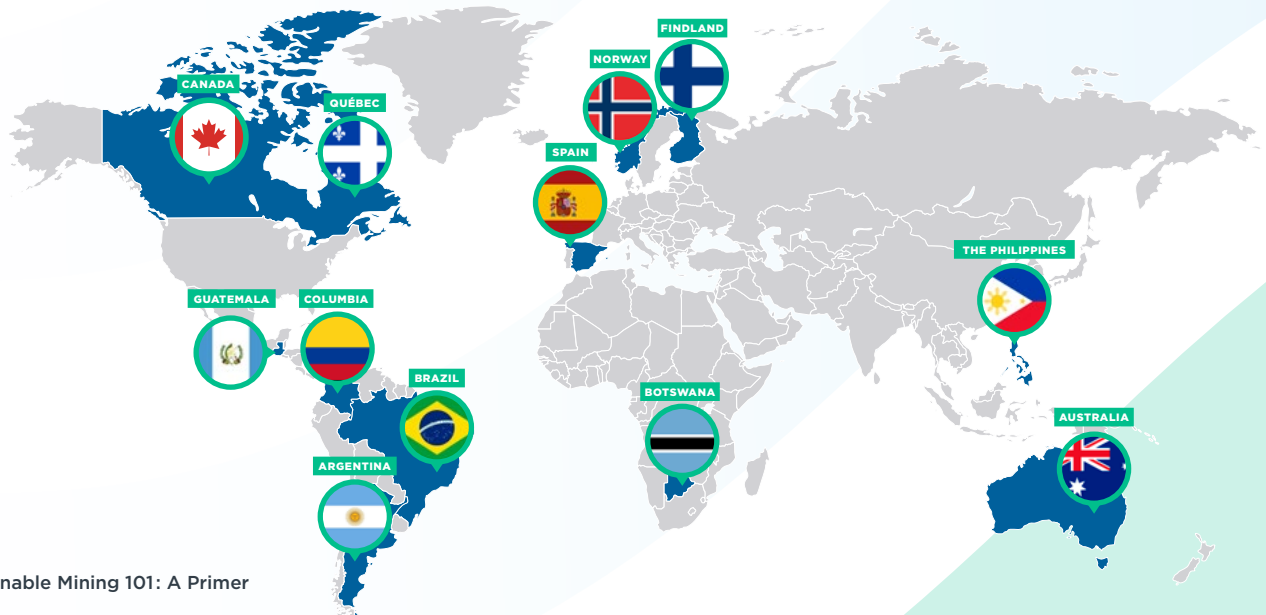 FINDLAND
NORWAY
CANADA
QUÉBEC
SPAIN
THE PHILIPPINES
GUATEMALA
COLUMBIA
BRAZIL
BOTSWANA
AUSTRALIA
ARGENTINA
nable Mining 101: A Primer